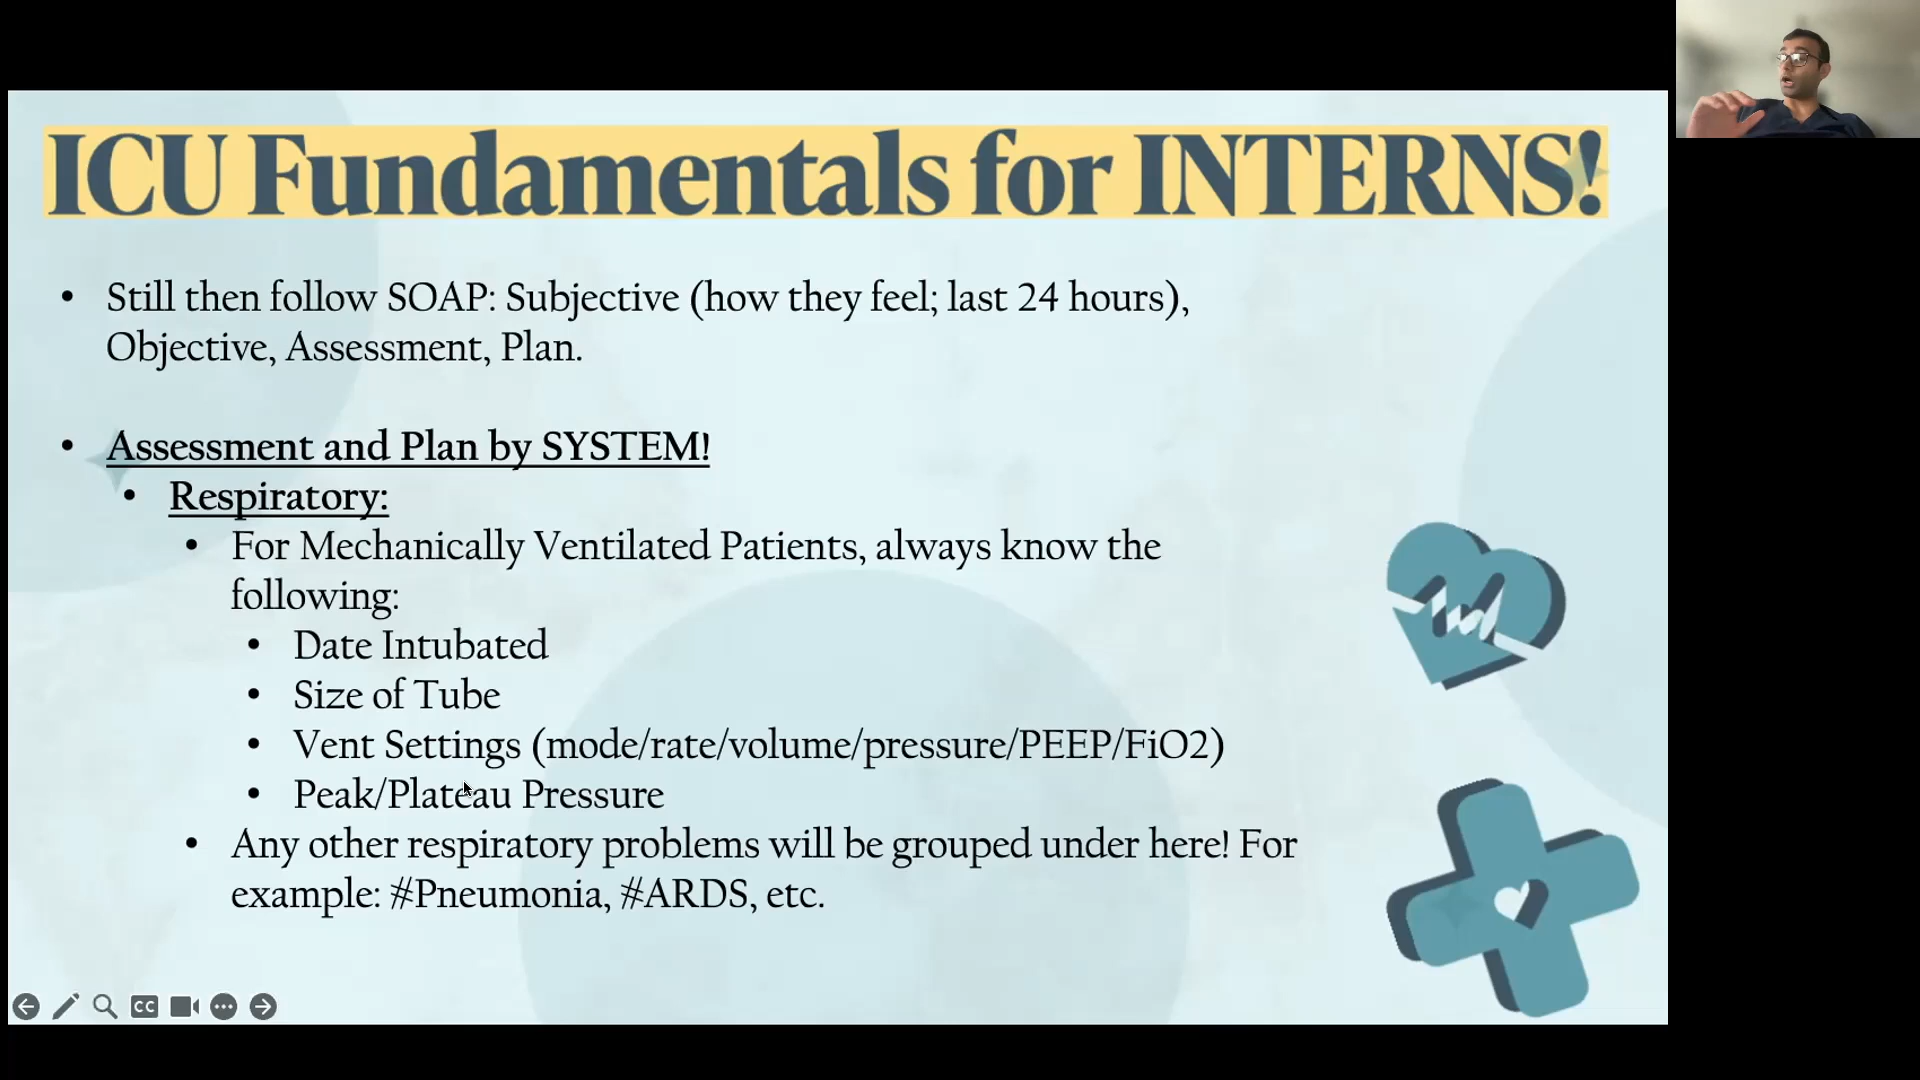 ICU Fundamentals for INTERNS!
• Still then follow SOAP: Subjective (how they feel; last 24 hours),
Objective, Assessment, Plan.
• Assessment and Plan by SYSTEM!
• Respiratory:
• For Mechanically Ventilated Patients, always know the
following:
• Date Intubated
• Size of Tube
• Vent Settings (mode/rate/volume/pressure/PEEP/FiO2)
• Peak/Plateau Pressure
• Any other respiratory problems will be grouped under here! For
example: #Pneumonia, #ARDS, etc.
CC